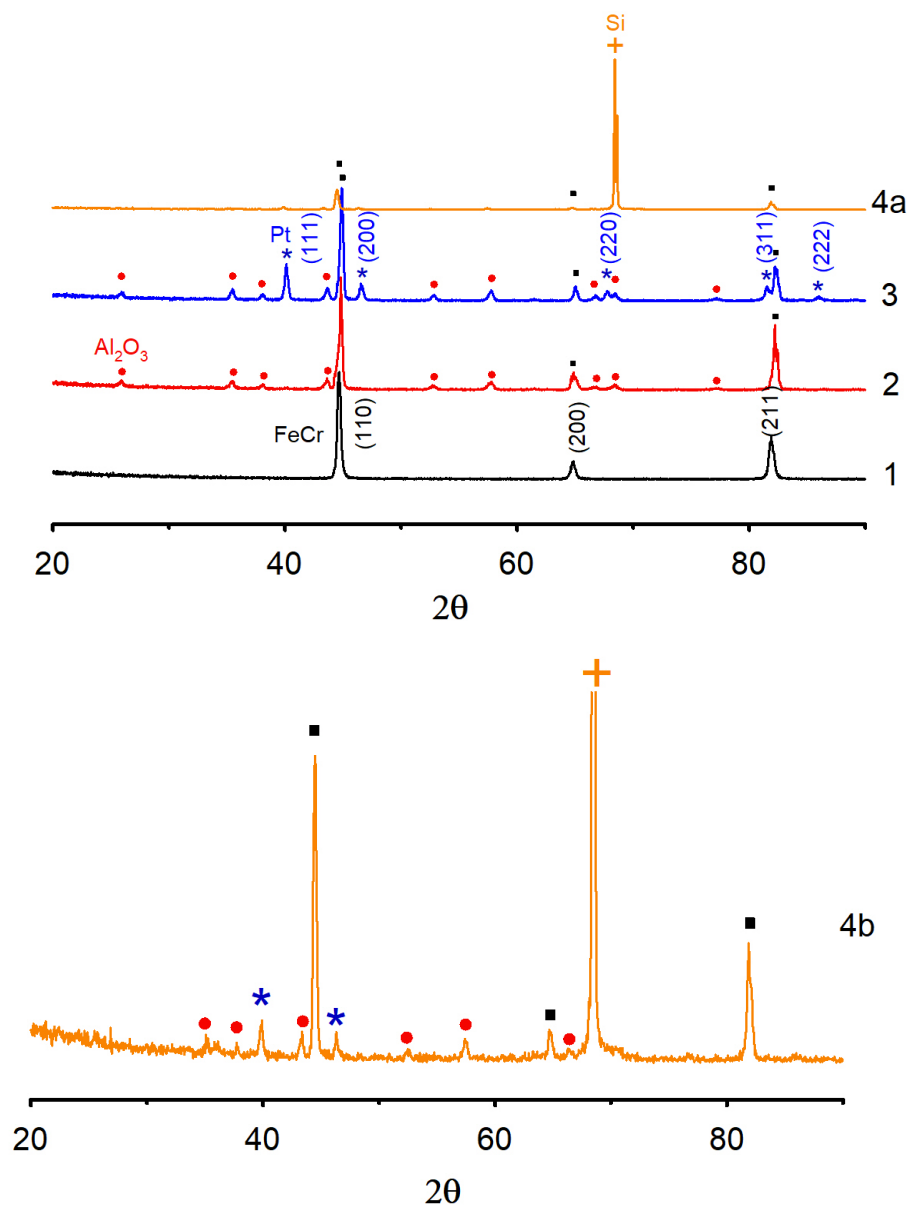 Si
+
4a
Pt
*
(111)
* (200)
* (220)
* (311)
* (222)
3
Al₂O₃
2
FeCr
(110)
(200)
(211)
1
20 40 60 80
2θ
+
4b
* *
20 40 60 80
2θ